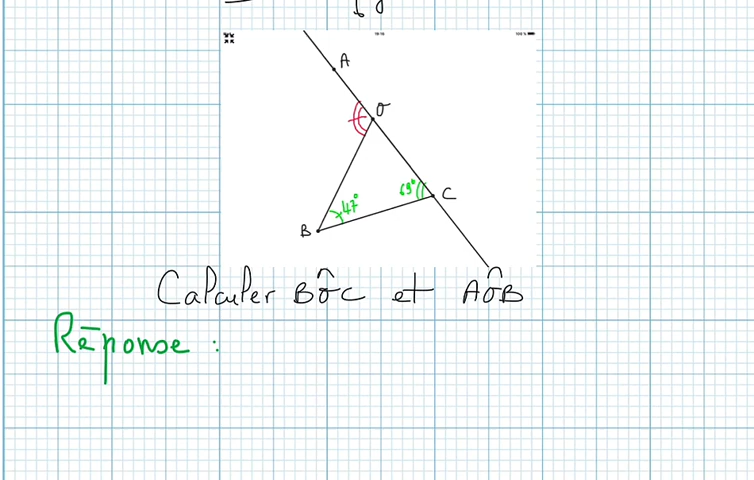 A
O
47°
69°
C
B
Calculer BÔC et AÔB
Réponse :